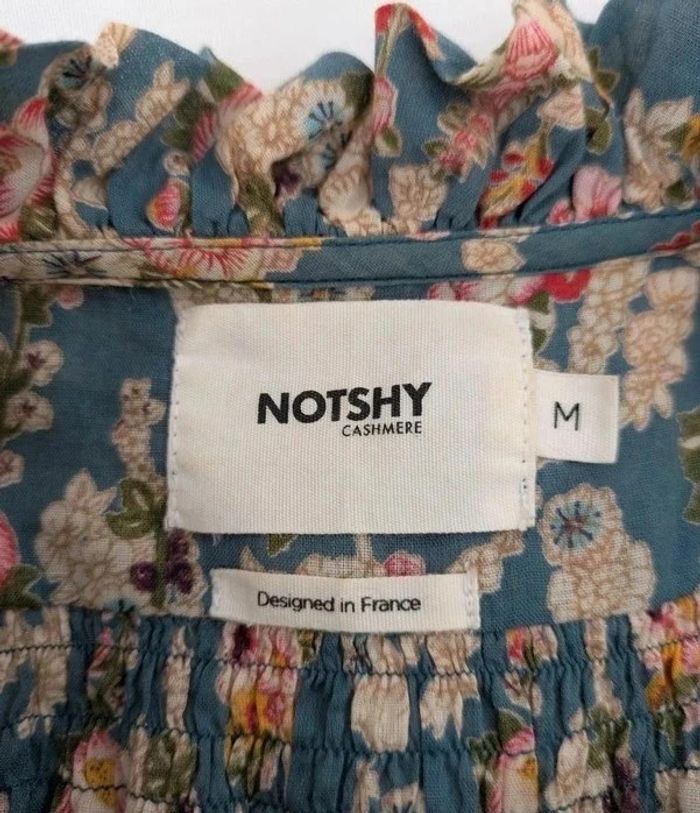 NOTSHY
CASHMERE
M
Designed in France